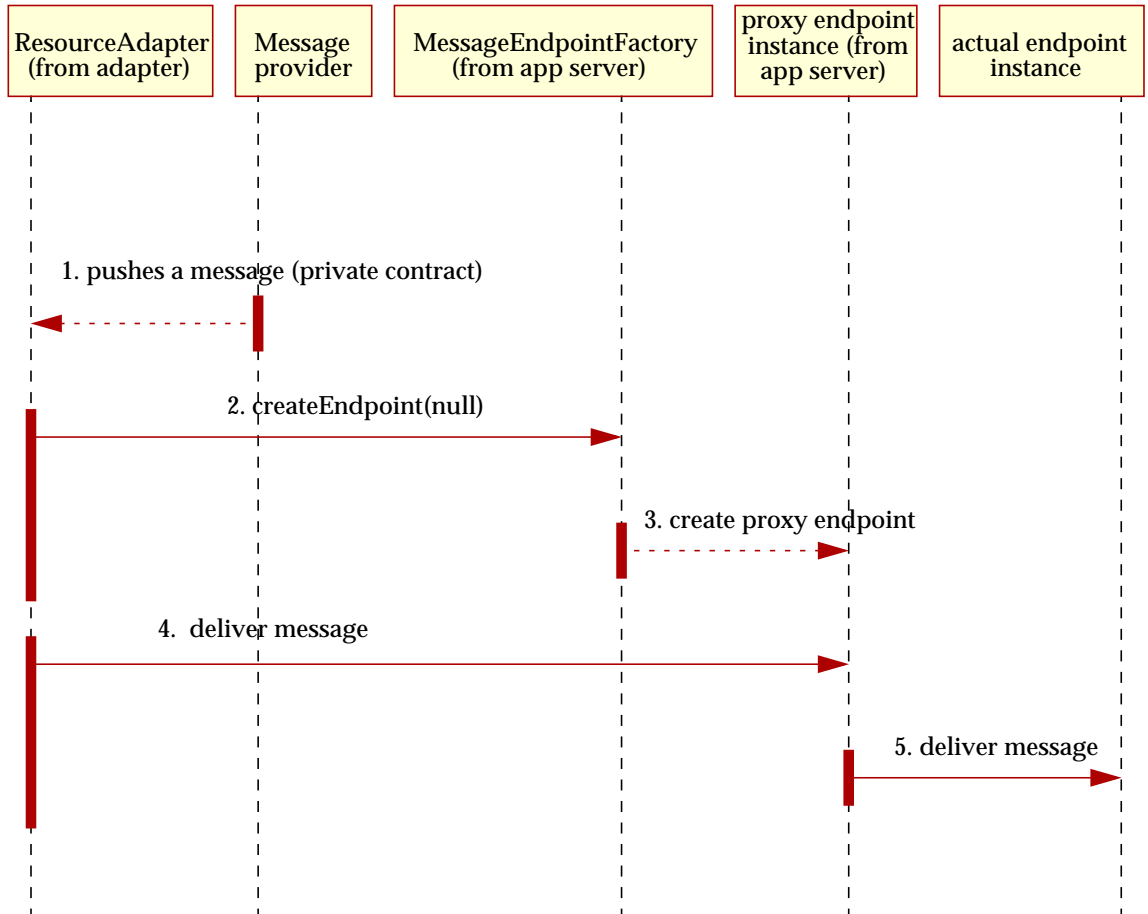 ResourceAdapter
(from adapter)
Message
provider
MessageEndpointFactory
(from app server)
proxy endpoint
instance (from
app server)
actual endpoint
instance
1. pushes a message (private contract)
2. createEndpoint(null)
3. create proxy endpoint
4. deliver message
5. deliver message